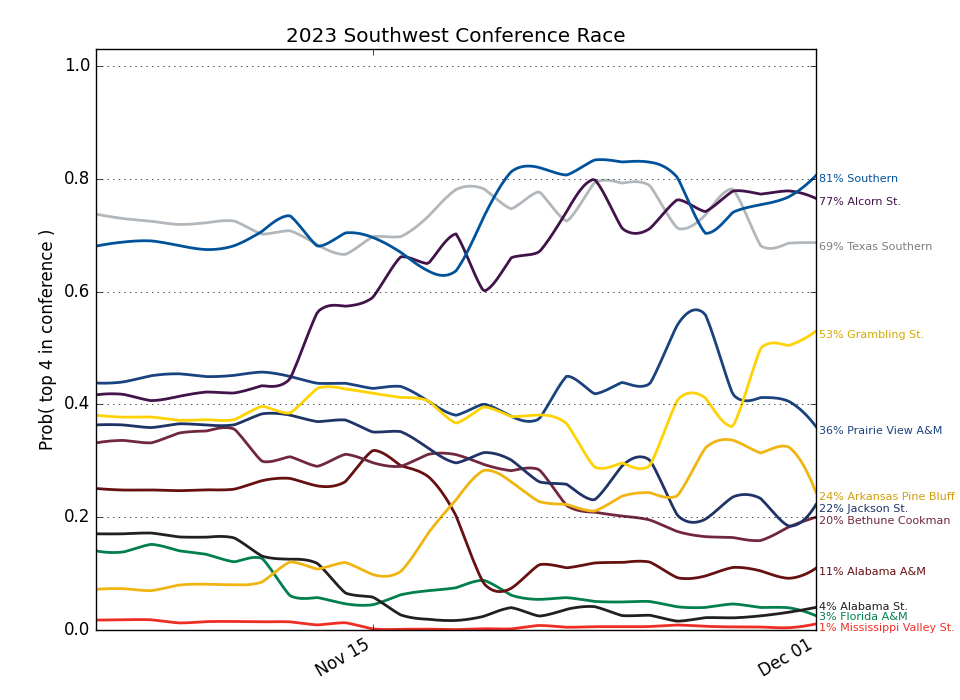 2023 Southwest Conference Race
Prob( top 4 in conference )
1.0
0.8
0.6
0.4
0.2
0.0
Nov 15
Dec 01
81% Southern
77% Alcorn St.
69% Texas Southern
53% Grambling St.
36% Prairie View A&M
24% Arkansas Pine Bluff
22% Jackson St.
20% Bethune Cookman
11% Alabama A&M
4% Alabama St.
3% Florida A&M
1% Mississippi Valley St.